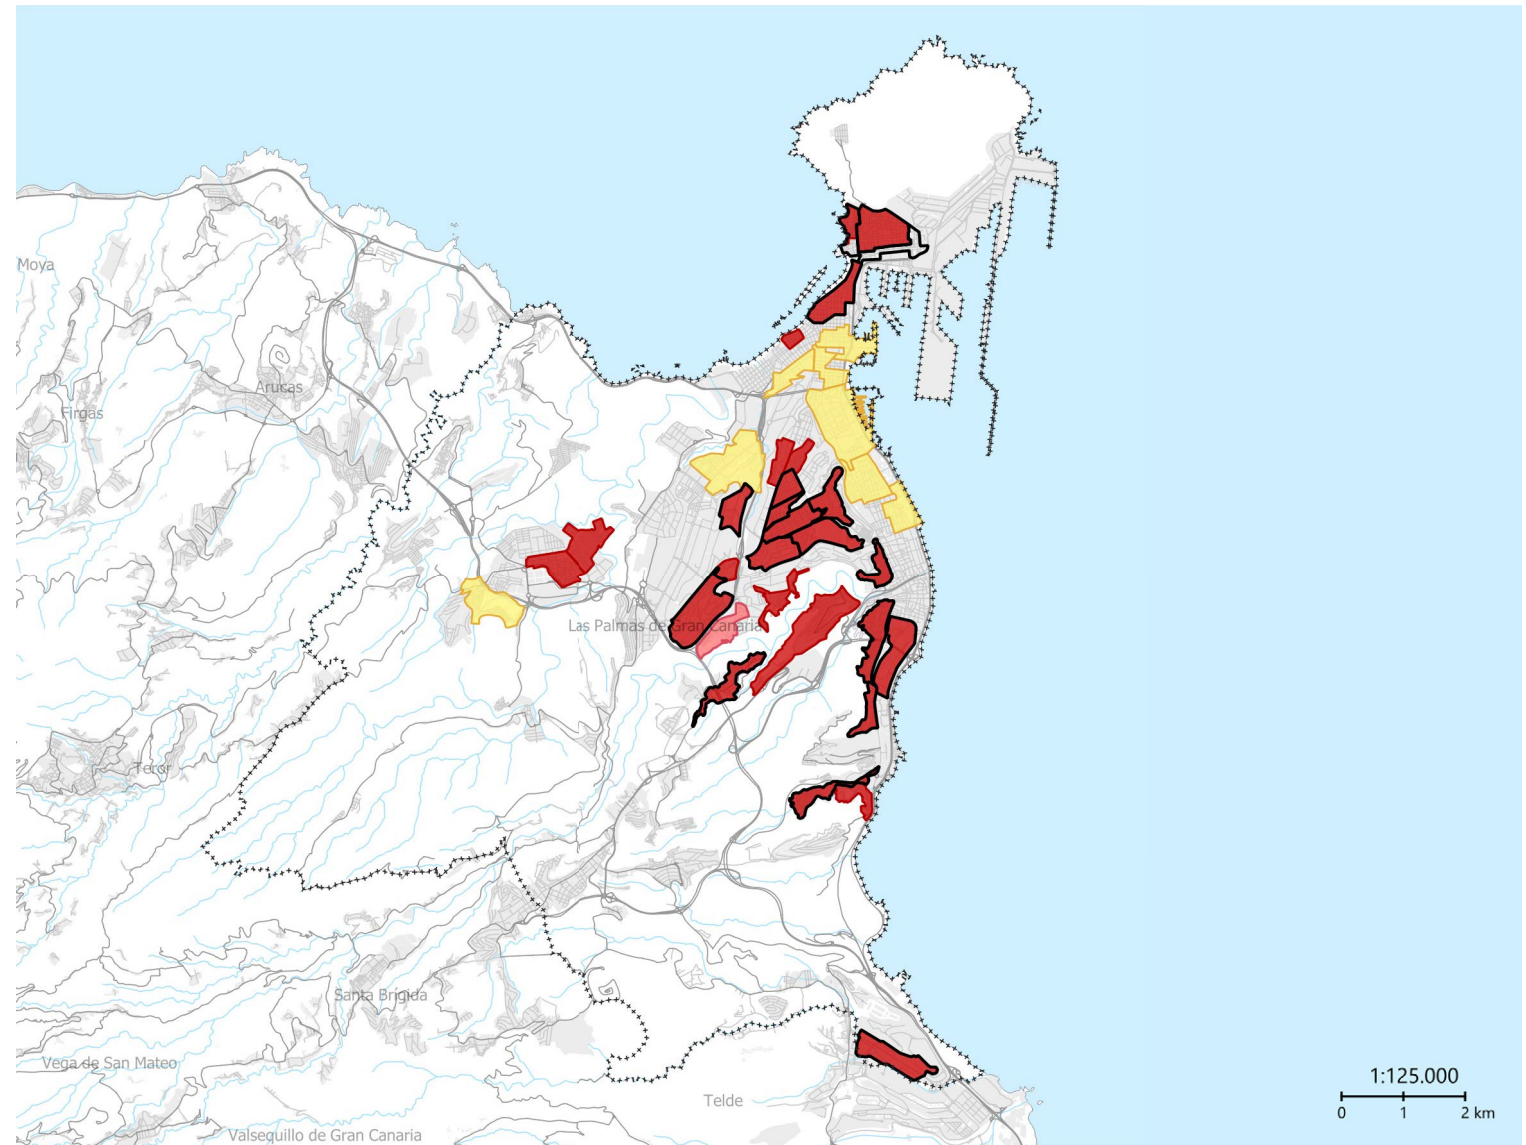 Moya
Arucas
Firgas
Las Palmas de Gran Canaria
Teror
Santa Brígida
Vega de San Mateo
Telde
Valsequillo de Gran Canaria
1:125.000
0 1 2 km